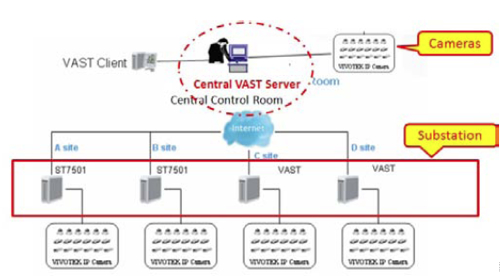 Cameras
VAST Client
VIVOTEK IP Camera
Central VAST Server
Room
Central Control Room
Internet
Substation
A site
B site
C site
D site
ST7501
ST7501
VAST
VAST
VIVOTEK IP Camera
VIVOTEK IP Camera
VIVOTEK IP Camera
VIVOTEK IP Camera